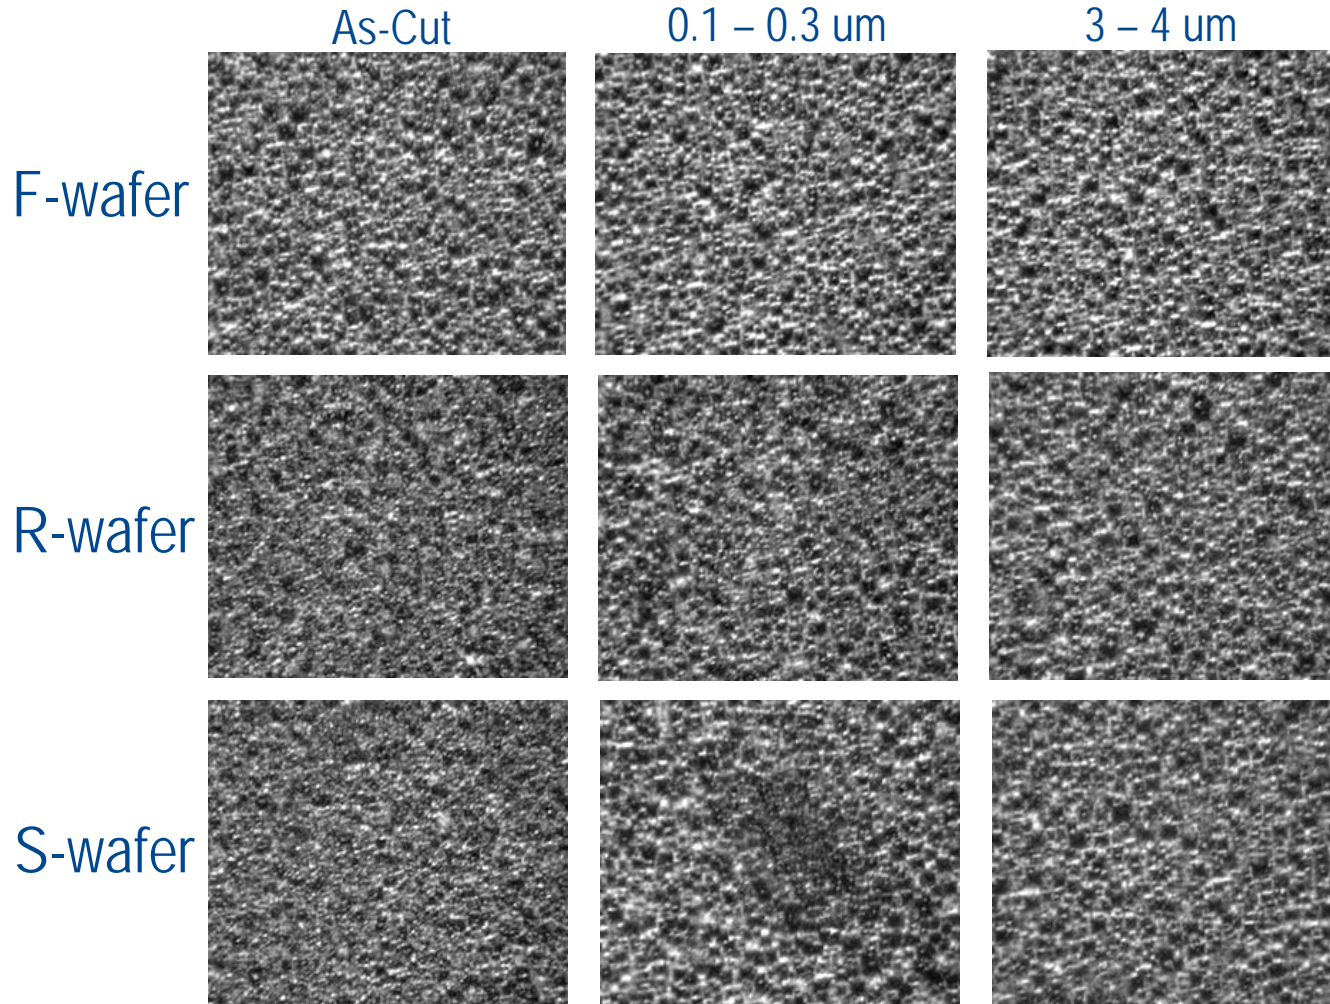 As-Cut
0.1 – 0.3 um
3 – 4 um
F-wafer
R-wafer
S-wafer